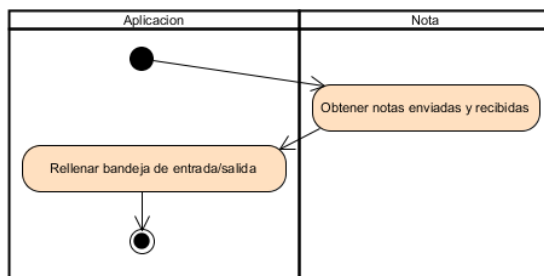 Aplicacion
Nota
Obtener notas enviadas y recibidas
Rellenar bandeja de entrada/salida